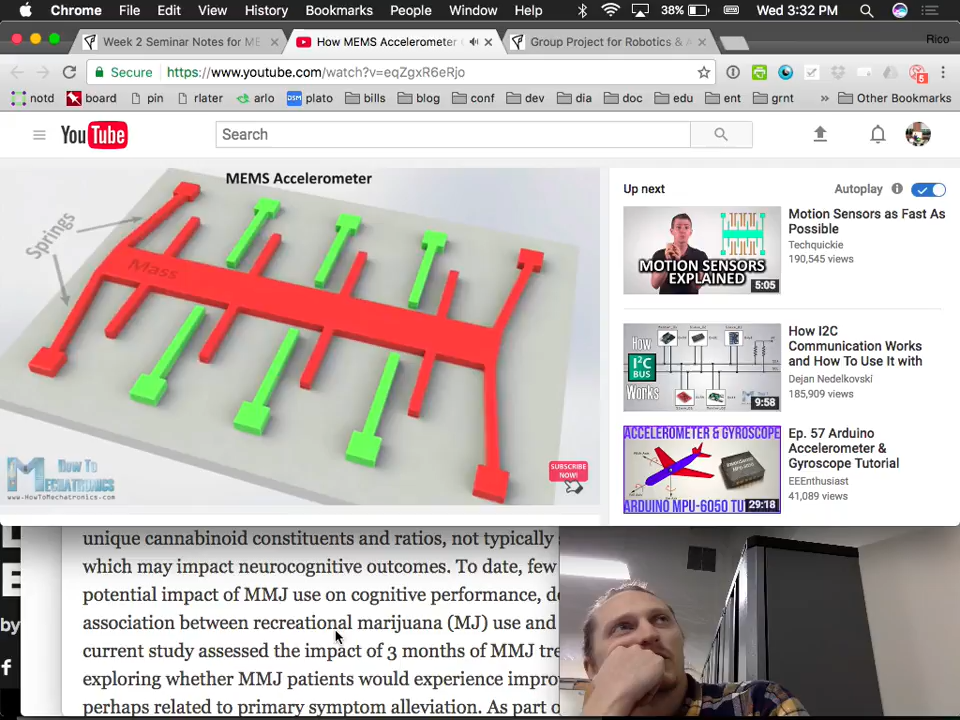 Chrome File Edit View History Bookmarks People Window Help 38% Wed 3:32 PM
Week 2 Seminar Notes for ME How MEMS Accelerometer Group Project for Robotics & A Rico
Secure https://www.youtube.com/watch?v=eqZgxR6eRjo
notd board pin rlater arlo DSM plato bills blog conf dev dia doc edu ent grnt » Other Bookmarks
5
YouTube Search
MEMS Accelerometer
Springs
Mass
How To
Mechatronics
www.HowToMechatronics.com
SUBSCRIBE
NOW!
Up next Autoplay
MOTION SENSORS
EXPLAINED
5:05
Motion Sensors as Fast As
Possible
Techquickie
190,545 views
How
I²C
BUS
Works
9:58
How I2C
Communication Works
and How To Use It with
Dejan Nedelkovski
185,909 views
ACCELEROMETER & GYROSCOPE
ARDUINO MPU-6050 TU
29:18
Ep. 57 Arduino
Accelerometer &
Gyroscope Tutorial
EEEnthusiast
41,089 views
unique cannabinoid constituents and ratios, not typically
which may impact neurocognitive outcomes. To date, few
potential impact of MMJ use on cognitive performance, de
association between recreational marijuana (MJ) use and
current study assessed the impact of 3 months of MMJ tre
exploring whether MMJ patients would experience impro
perhaps related to primary symptom alleviation. As part o
E
by
f